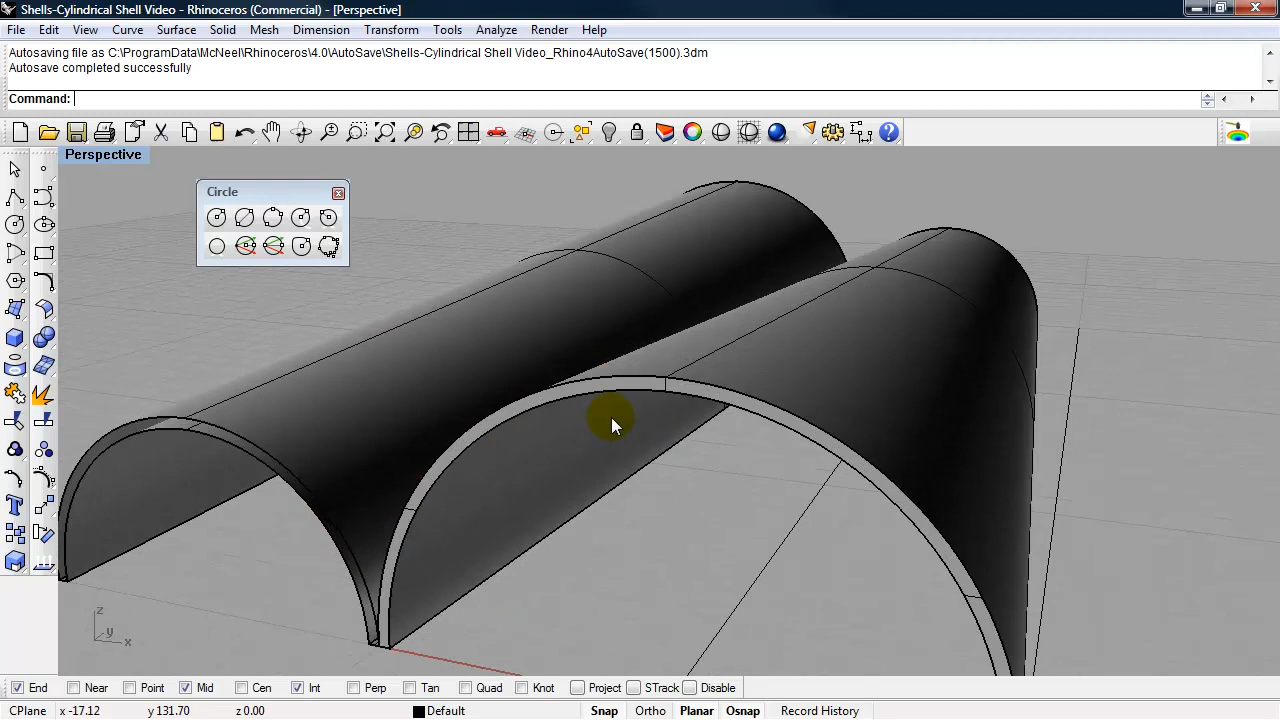 Shells-Cylindrical Shell Video - Rhinoceros (Commercial) - [Perspective]
File Edit View Curve Surface Solid Mesh Dimension Transform Tools Analyze Render Help
Autosaving file as C:\ProgramData\McNeel\Rhinoceros\4.0\AutoSave\Shells-Cylindrical Shell Video_Rhino4AutoSave(1500).3dm
Autosave completed successfully
Command:
Perspective
Circle
z
y
x
End Near Point Mid Cen Int Perp Tan Quad Knot Project STrack Disable
CPlane x -17.12 y 131.70 z 0.00 Default Snap Ortho Planar Osnap Record History